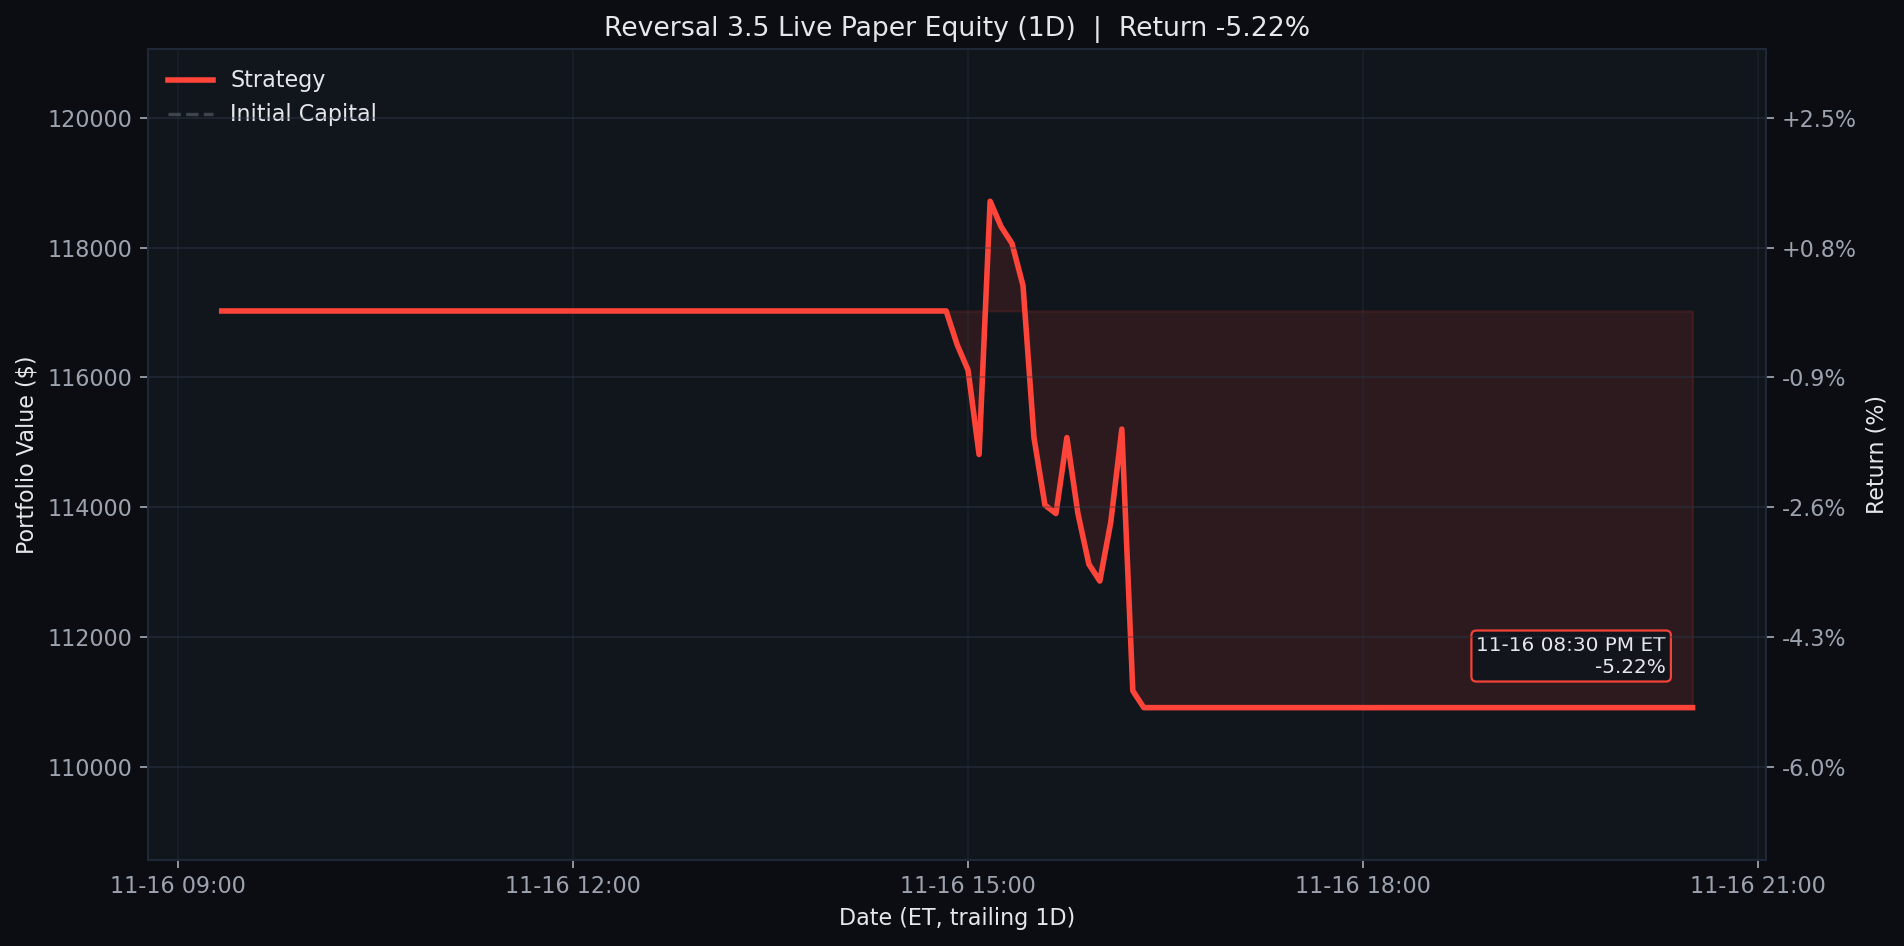 Reversal 3.5 Live Paper Equity (1D) | Return -5.22%
Strategy
Initial Capital
Portfolio Value ($)
120000
118000
116000
114000
112000
110000
+2.5%
+0.8%
-0.9%
-2.6%
-4.3%
-6.0%
Return (%)
11-16 08:30 PM ET
-5.22%
11-16 09:00
11-16 12:00
11-16 15:00
11-16 18:00
11-16 21:00
Date (ET, trailing 1D)